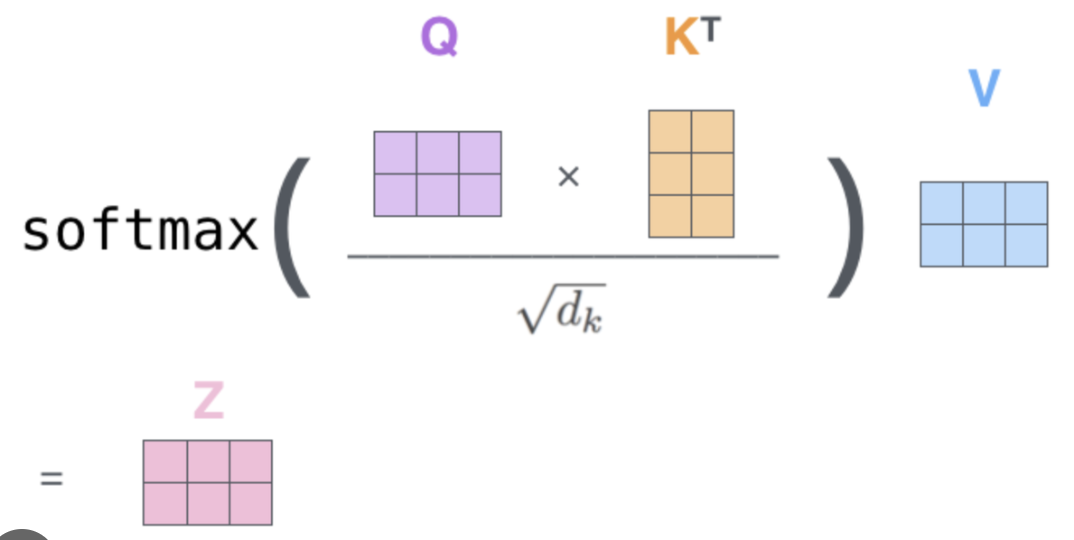 Q Kᵀ
V
softmax( × )
√dₖ
Z
=